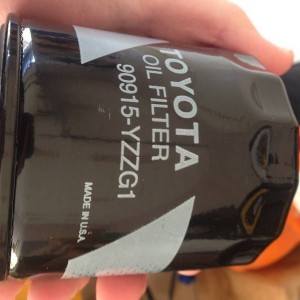 TOYOTA
OIL FILTER
90915-YZZG1
MADE IN U.S.A.